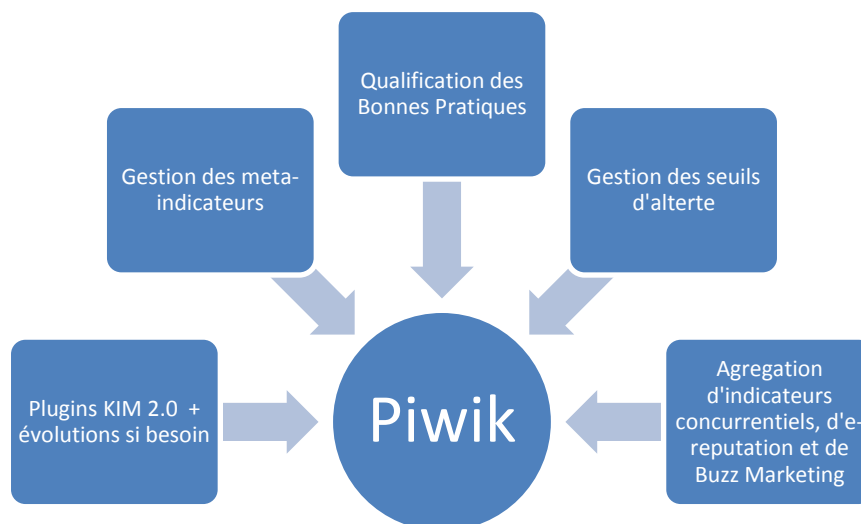 Qualification des
Bonnes Pratiques
Gestion des meta-
indicateurs
Gestion des seuils
d'alterte
Plugins KIM 2.0 +
évolutions si besoin
Piwik
Agregation
d'indicateurs
concurrentiels, d'e-
reputation et de
Buzz Marketing